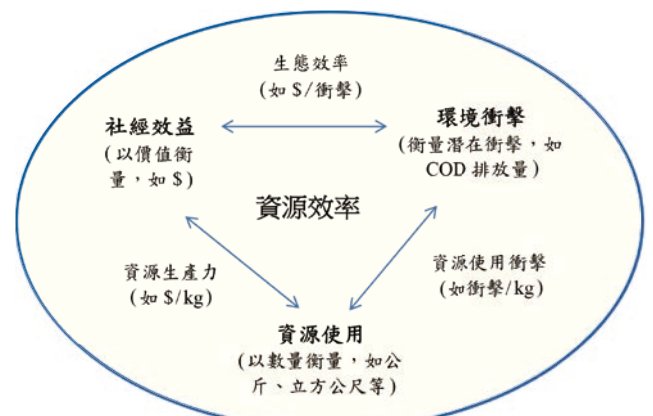 生態效率
(如 $/衝擊)
社經效益
(以價值衡
量，如 $)
環境衝擊
(衡量潛在衝擊，如
COD 排放量)
資源效率
資源生產力
(如 $/kg)
資源使用衝擊
(如衝擊/kg)
資源使用
(以數量衡量，如公
斤、立方公尺等)